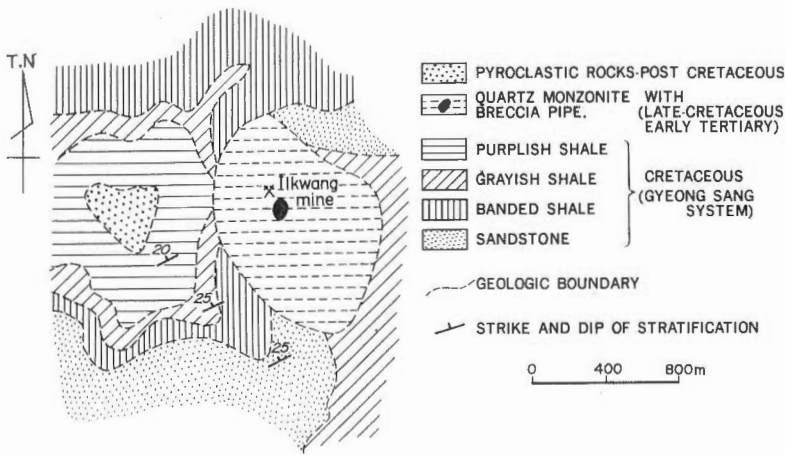 T.N
Ilkwang
mine
20
25
25
PYROCLASTIC ROCKS-POST CRETACEOUS
QUARTZ MONZONITE WITH
BRECCIA PIPE. (LATE-CRETACEOUS
EARLY TERTIARY)
PURPLISH SHALE
GRAYISH SHALE
BANDED SHALE
SANDSTONE
CRETACEOUS
(GYEONG SANG
SYSTEM)
GEOLOGIC BOUNDARY
STRIKE AND DIP OF STRATIFICATION
0 400 800m